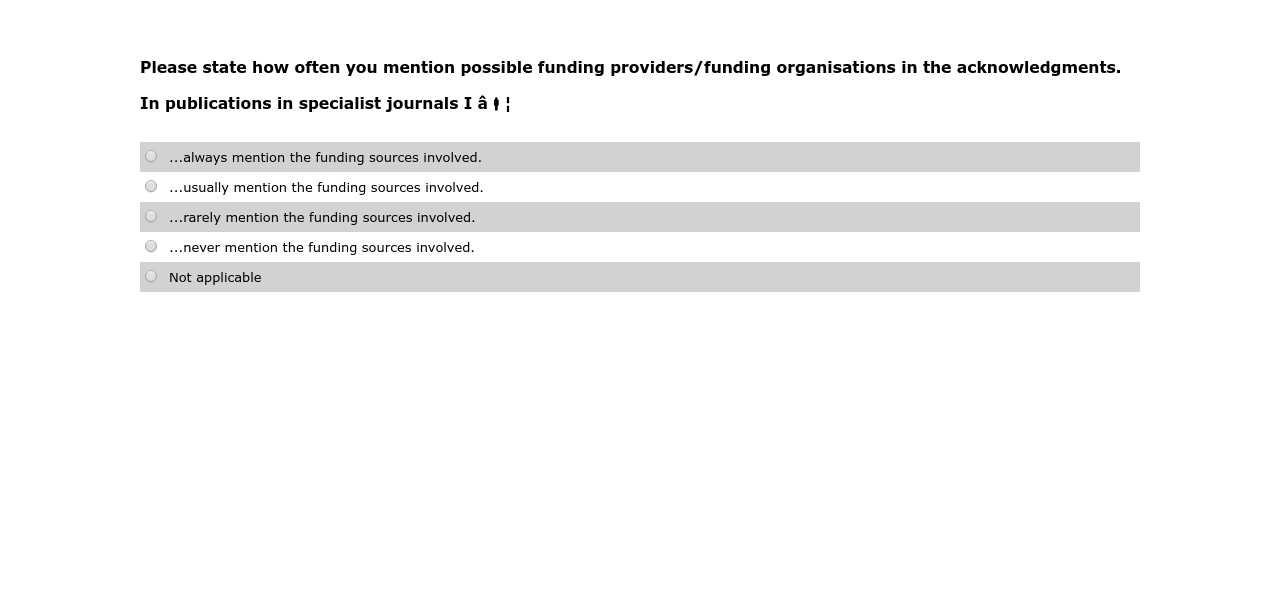 Please state how often you mention possible funding providers/funding organisations in the acknowledgments.
In publications in specialist journals I â ¦
…always mention the funding sources involved.
…usually mention the funding sources involved.
…rarely mention the funding sources involved.
…never mention the funding sources involved.
Not applicable